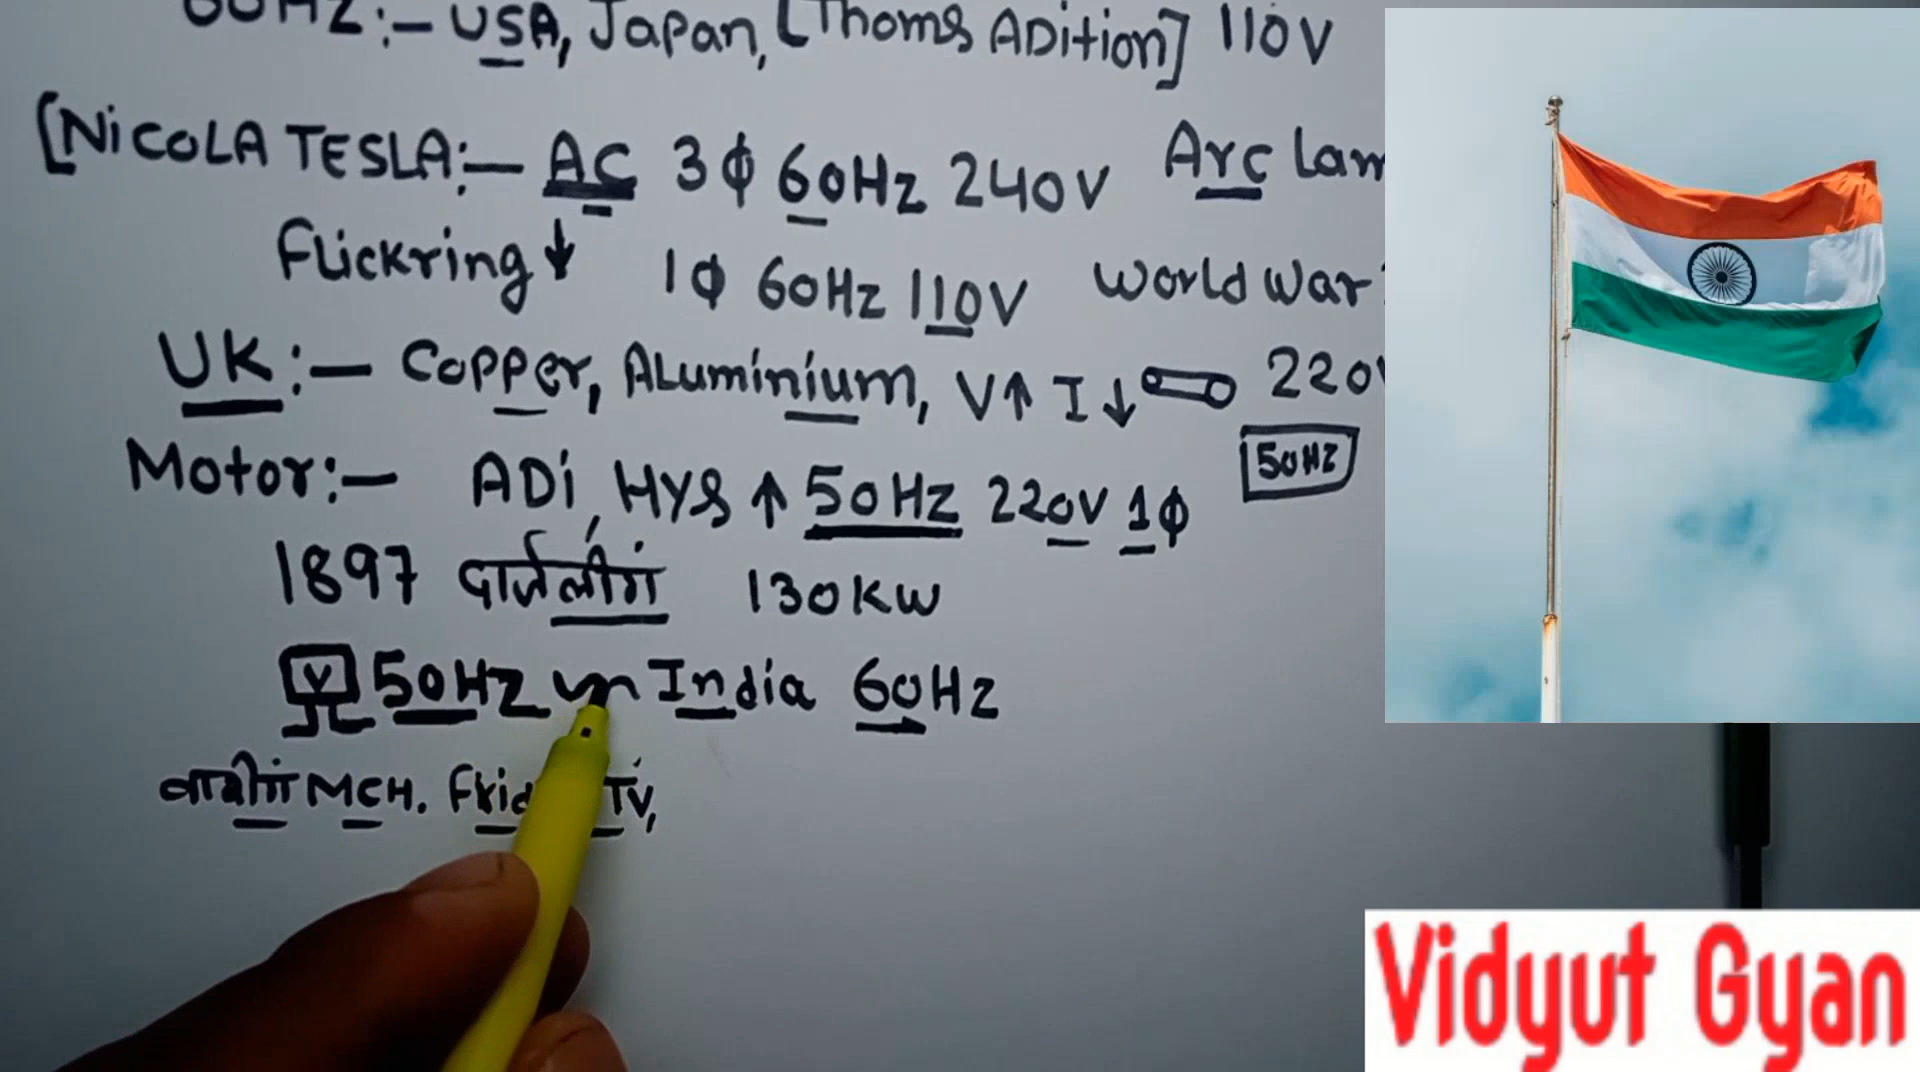 60HZ:- USA, Japan, [Thoms ADition] 110V
[NicoLA TESLA:- AC 3ϕ 60Hz 240V Arc Lam
fLickring ↓ 1ϕ 60Hz 110V World War
UK:- Copper, ALuminium, V↑ I↓ 220V
50HZ
Motor:- ADi, HYS ↑ 50Hz 220V 1ϕ
1897 दार्जलींग 130KW
50Hz India 60Hz
MCH. TV,
Vidyut Gyan